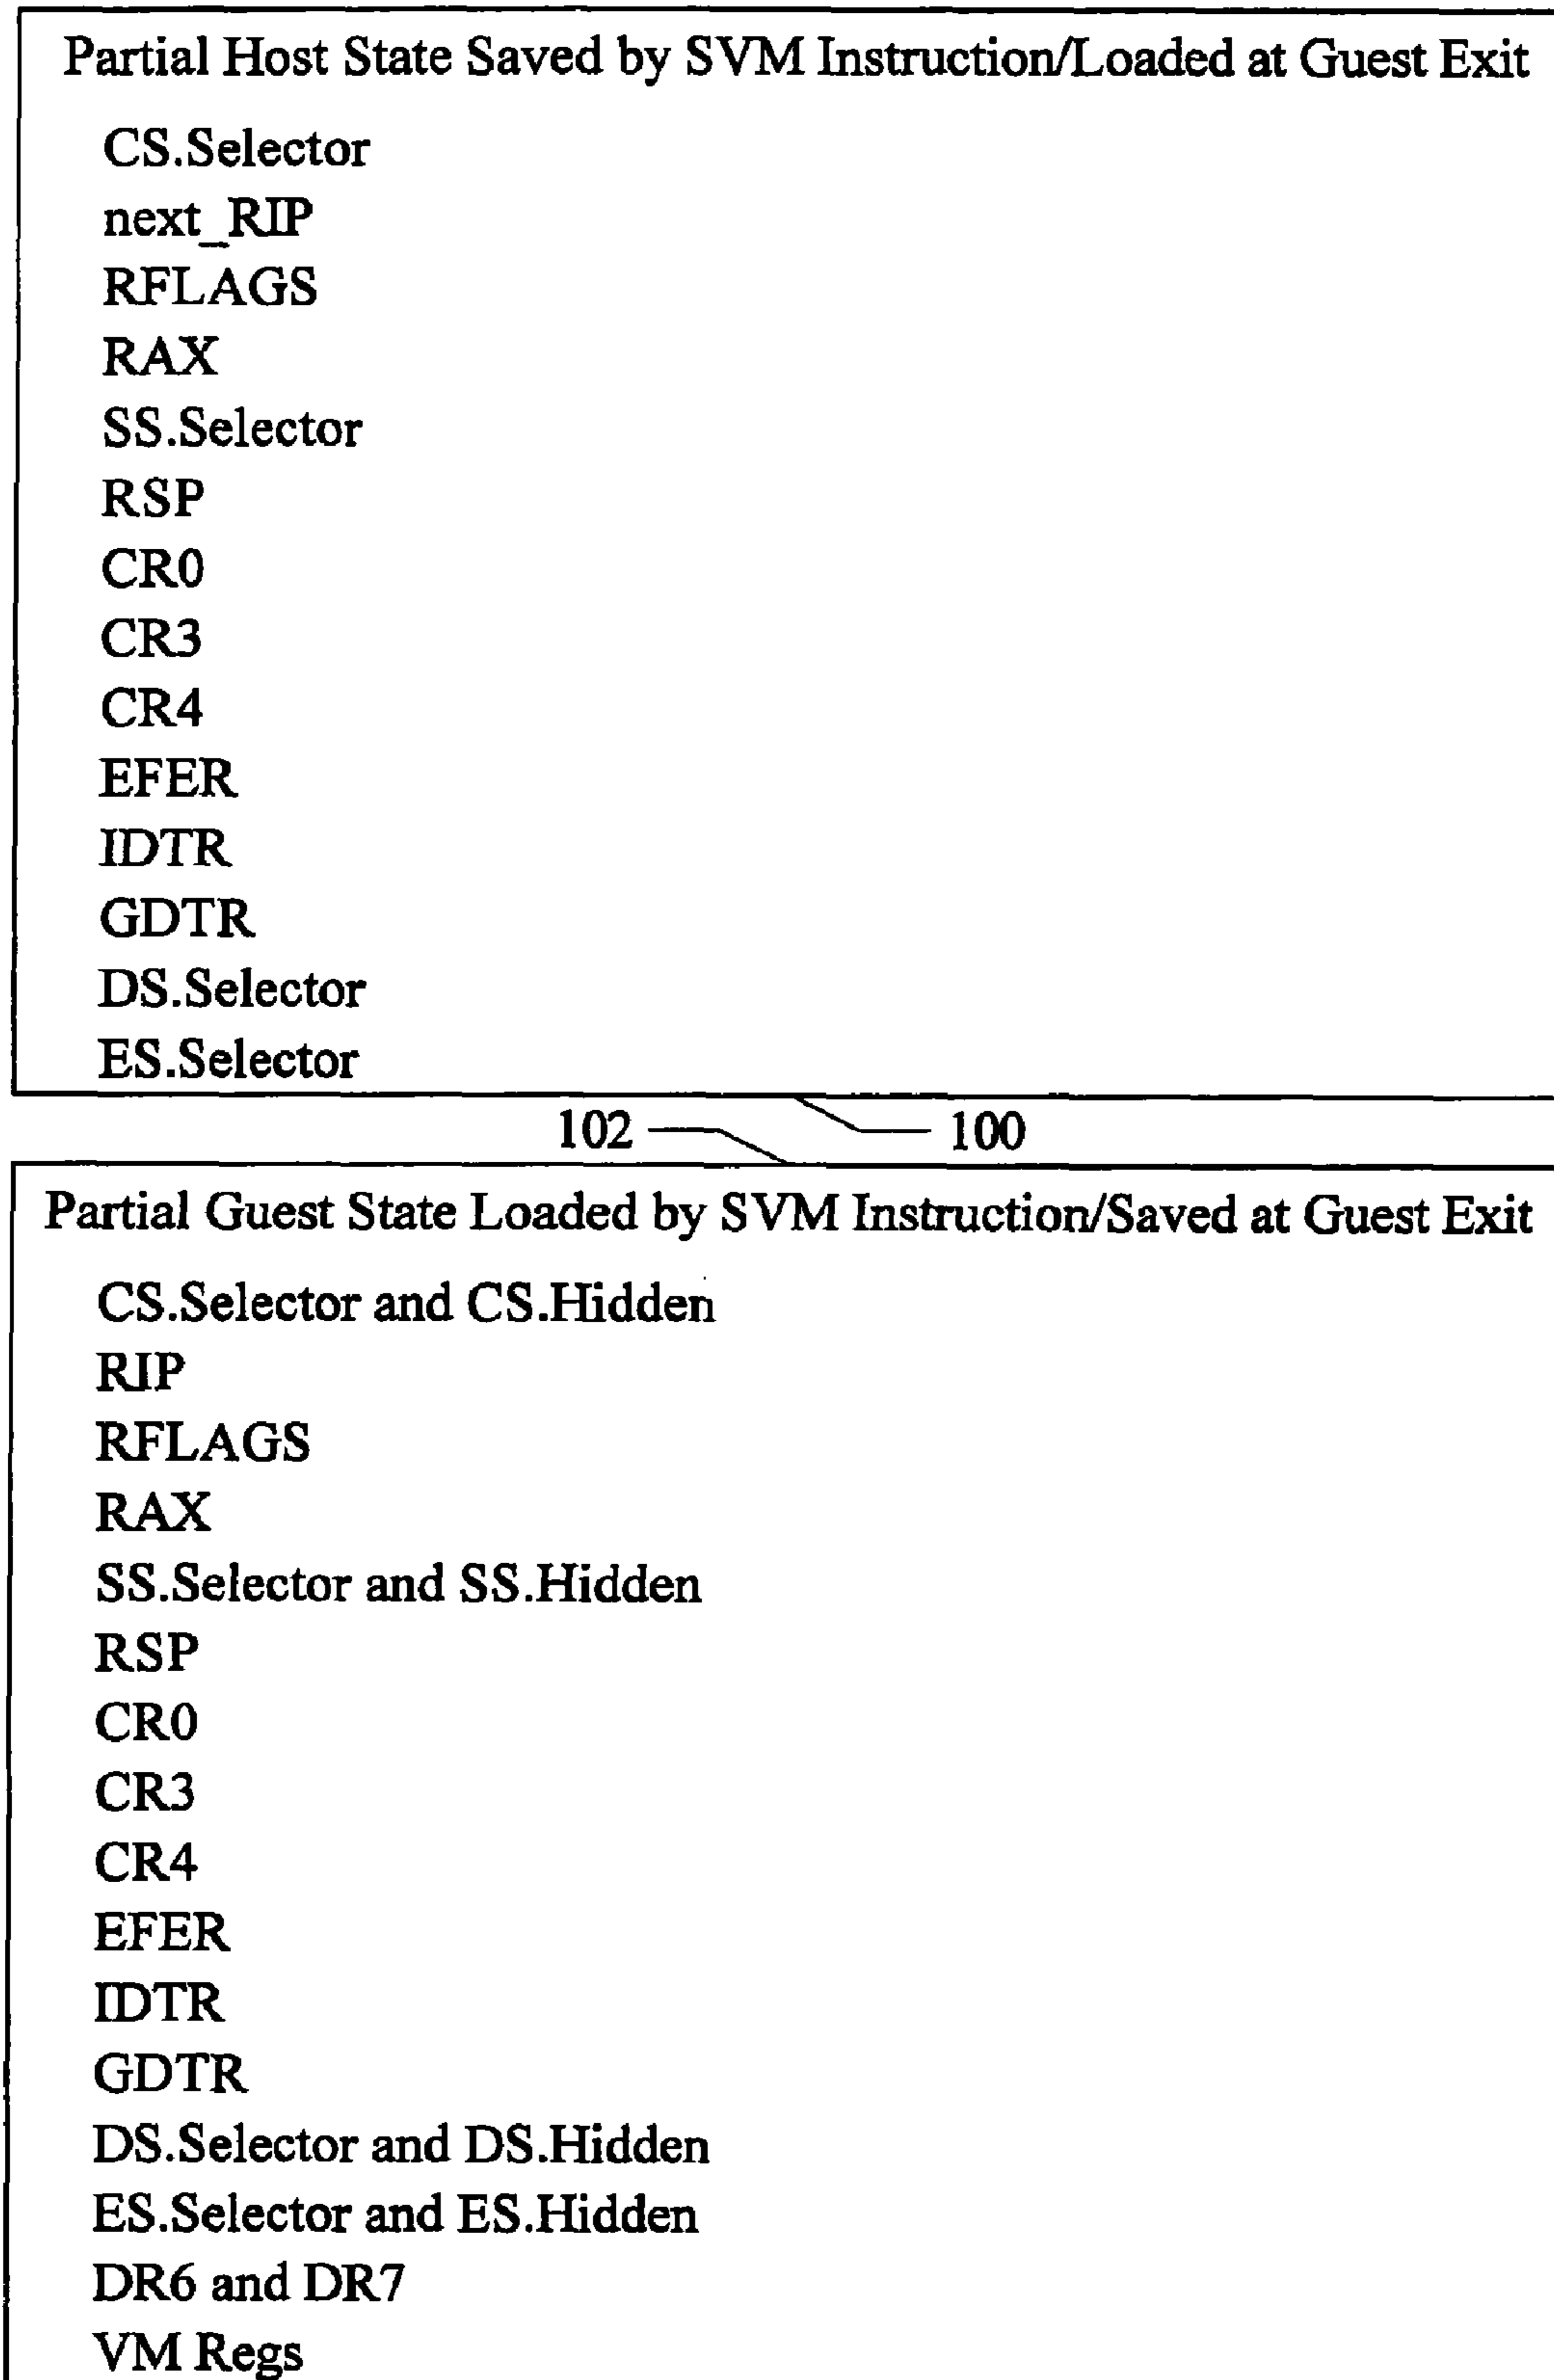 Partial Host State Saved by SVM Instruction/Loaded at Guest Exit
CS.Selector
next_RIP
RFLAGS
RAX
SS.Selector
RSP
CR0
CR3
CR4
EFER
IDTR
GDTR
DS.Selector
ES.Selector
102 100
Partial Guest State Loaded by SVM Instruction/Saved at Guest Exit
CS.Selector and CS.Hidden
RIP
RFLAGS
RAX
SS.Selector and SS.Hidden
RSP
CR0
CR3
CR4
EFER
IDTR
GDTR
DS.Selector and DS.Hidden
ES.Selector and ES.Hidden
DR6 and DR7
VM Regs